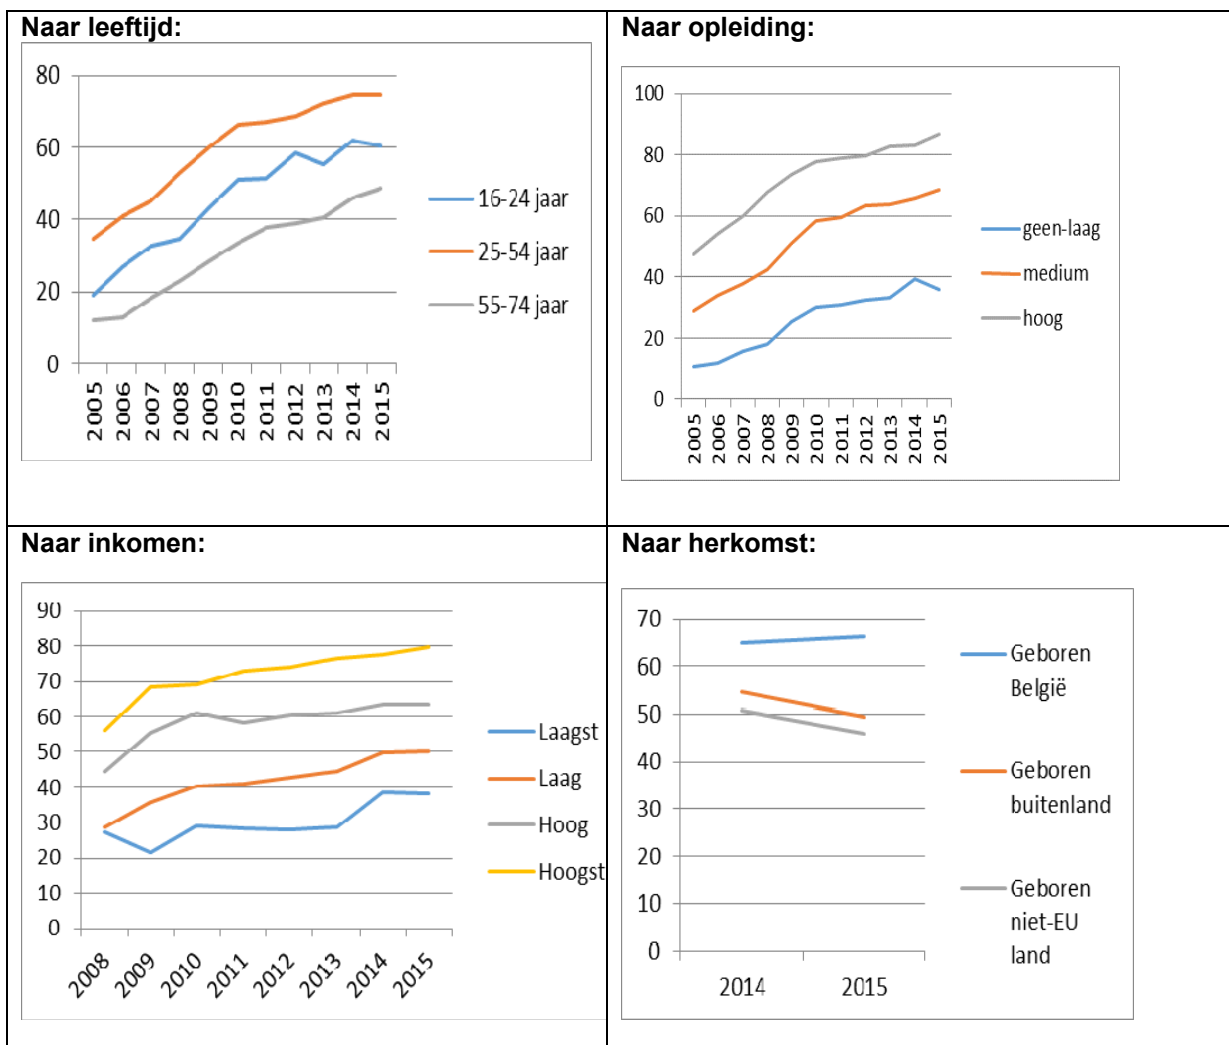 Naar leeftijd:
80
60
40
20
0
2005 2006 2007 2008 2009 2010 2011 2012 2013 2014 2015
16-24 jaar
25-54 jaar
55-74 jaar
Naar opleiding:
100
80
60
40
20
0
2005 2006 2007 2008 2009 2010 2011 2012 2013 2014 2015
geen-laag
medium
hoog
Naar inkomen:
90
80
70
60
50
40
30
20
10
0
2008 2009 2010 2011 2012 2013 2014 2015
Laagst
Laag
Hoog
Hoogst
Naar herkomst:
70
60
50
40
30
20
10
0
2014 2015
Geboren
België
Geboren
buitenland
Geboren
niet-EU
land